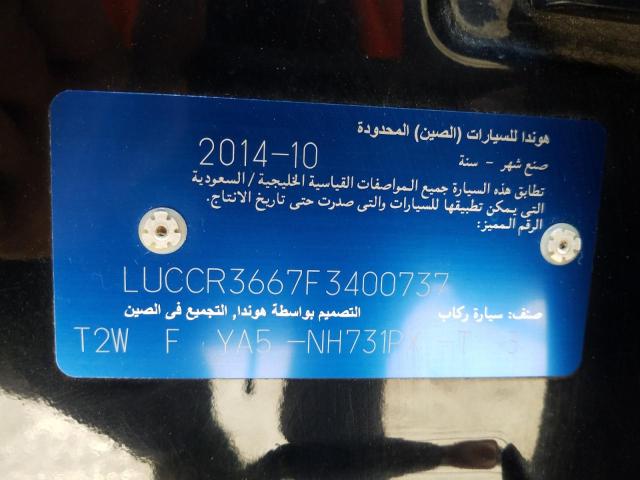 هوندا للسيارات (الصين) المحدودة
صنع شهر - سنة 2014-10
تطابق هذه السيارة جميع المواصفات القياسية الخليجية / السعودية
التي يمكن تطبيقها للسيارات والتى صدرت حتى تاريخ الانتاج.
الرقم المميز:
LUCCR3667F3400737
صنف: سيارة ركاب التصميم بواسطة هوندا, التجميع فى الصين
T2W F YA5 -NH731P